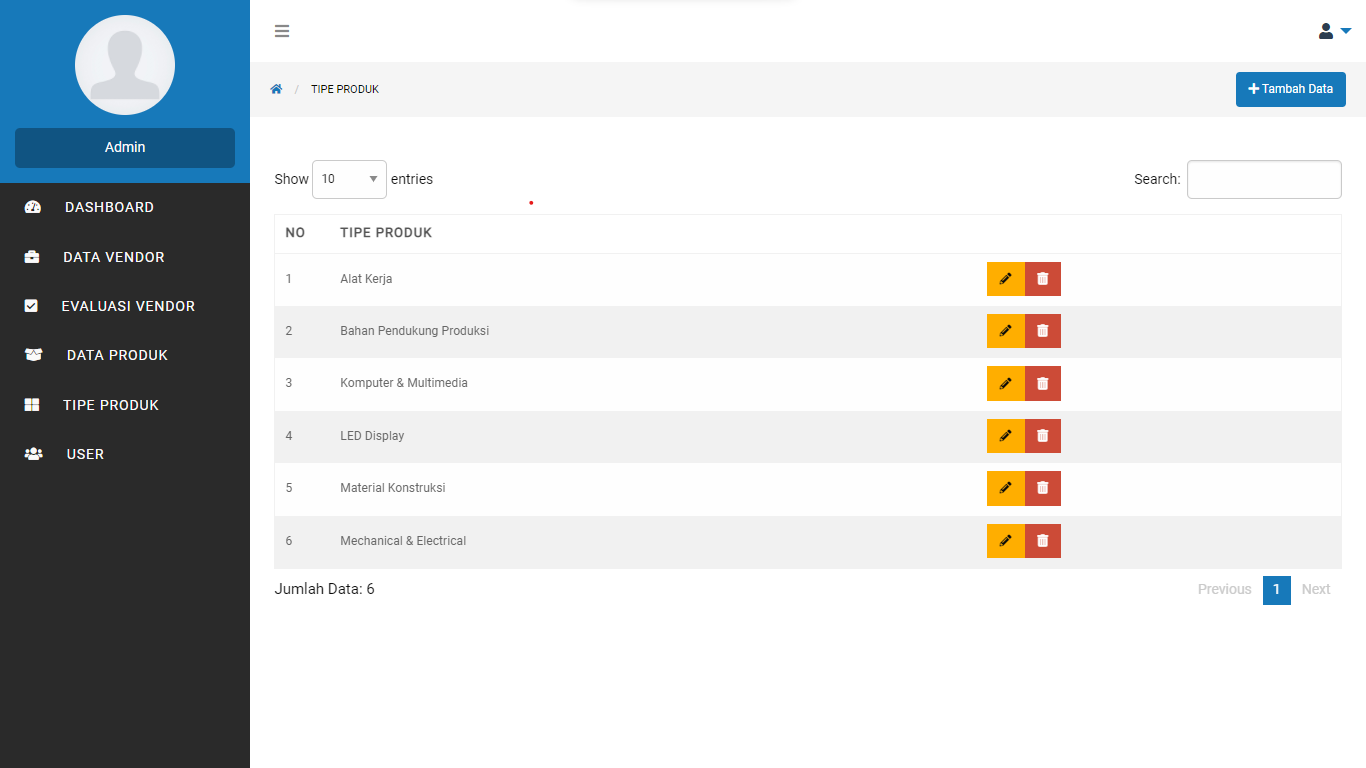 Admin
DASHBOARD
DATA VENDOR
EVALUASI VENDOR
DATA PRODUK
TIPE PRODUK
USER
/ TIPE PRODUK
Tambah Data
Show 10 entries
Search:
NO TIPE PRODUK
1 Alat Kerja
2 Bahan Pendukung Produksi
3 Komputer & Multimedia
4 LED Display
5 Material Konstruksi
6 Mechanical & Electrical
Jumlah Data: 6
Previous 1 Next